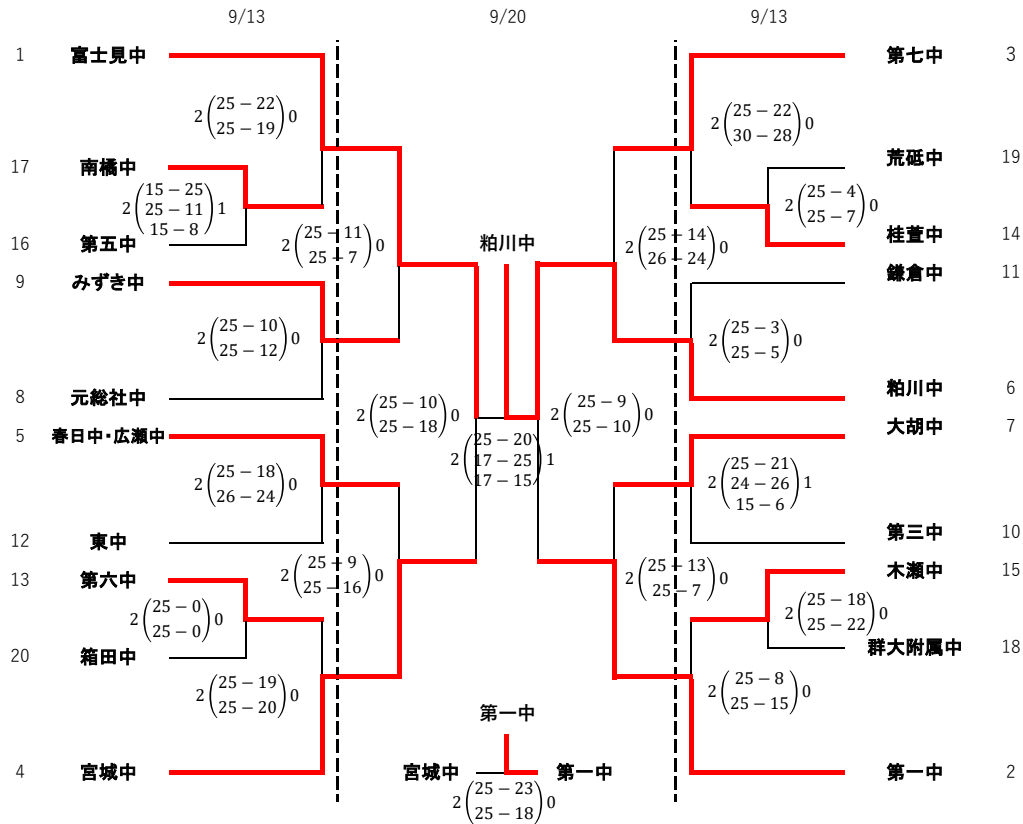 9/13 9/20 9/13
1 富士見中 第七中 3
2(25-22 25-19)0 2(25-22 30-28)0
17 南橘中 荒砥中 19
2(15-25 25-11 15-8)1 2(25-4 25-7)0
16 第五中 桂萱中 14
2(25-11 25-7)0 粕川中 2(25-14 26-24)0
9 みずき中 鎌倉中 11
2(25-10 25-12)0 2(25-3 25-5)0
8 元総社中 粕川中 6
2(25-10 25-18)0 2(25-9 25-10)0
5 春日中・広瀬中 大胡中 7
2(25-20 17-25 17-15)1
2(25-18 26-24)0 2(25-21 24-26 15-6)1
12 東中 第三中 10
2(25-9 25-16)0 2(25-13 25-7)0
13 第六中 木瀬中 15
2(25-0 25-0)0 2(25-18 25-22)0
20 箱田中 群大附属中 18
2(25-19 25-20)0 2(25-8 25-15)0
第一中
4 宮城中 宮城中 第一中 第一中 2
2(25-23 25-18)0